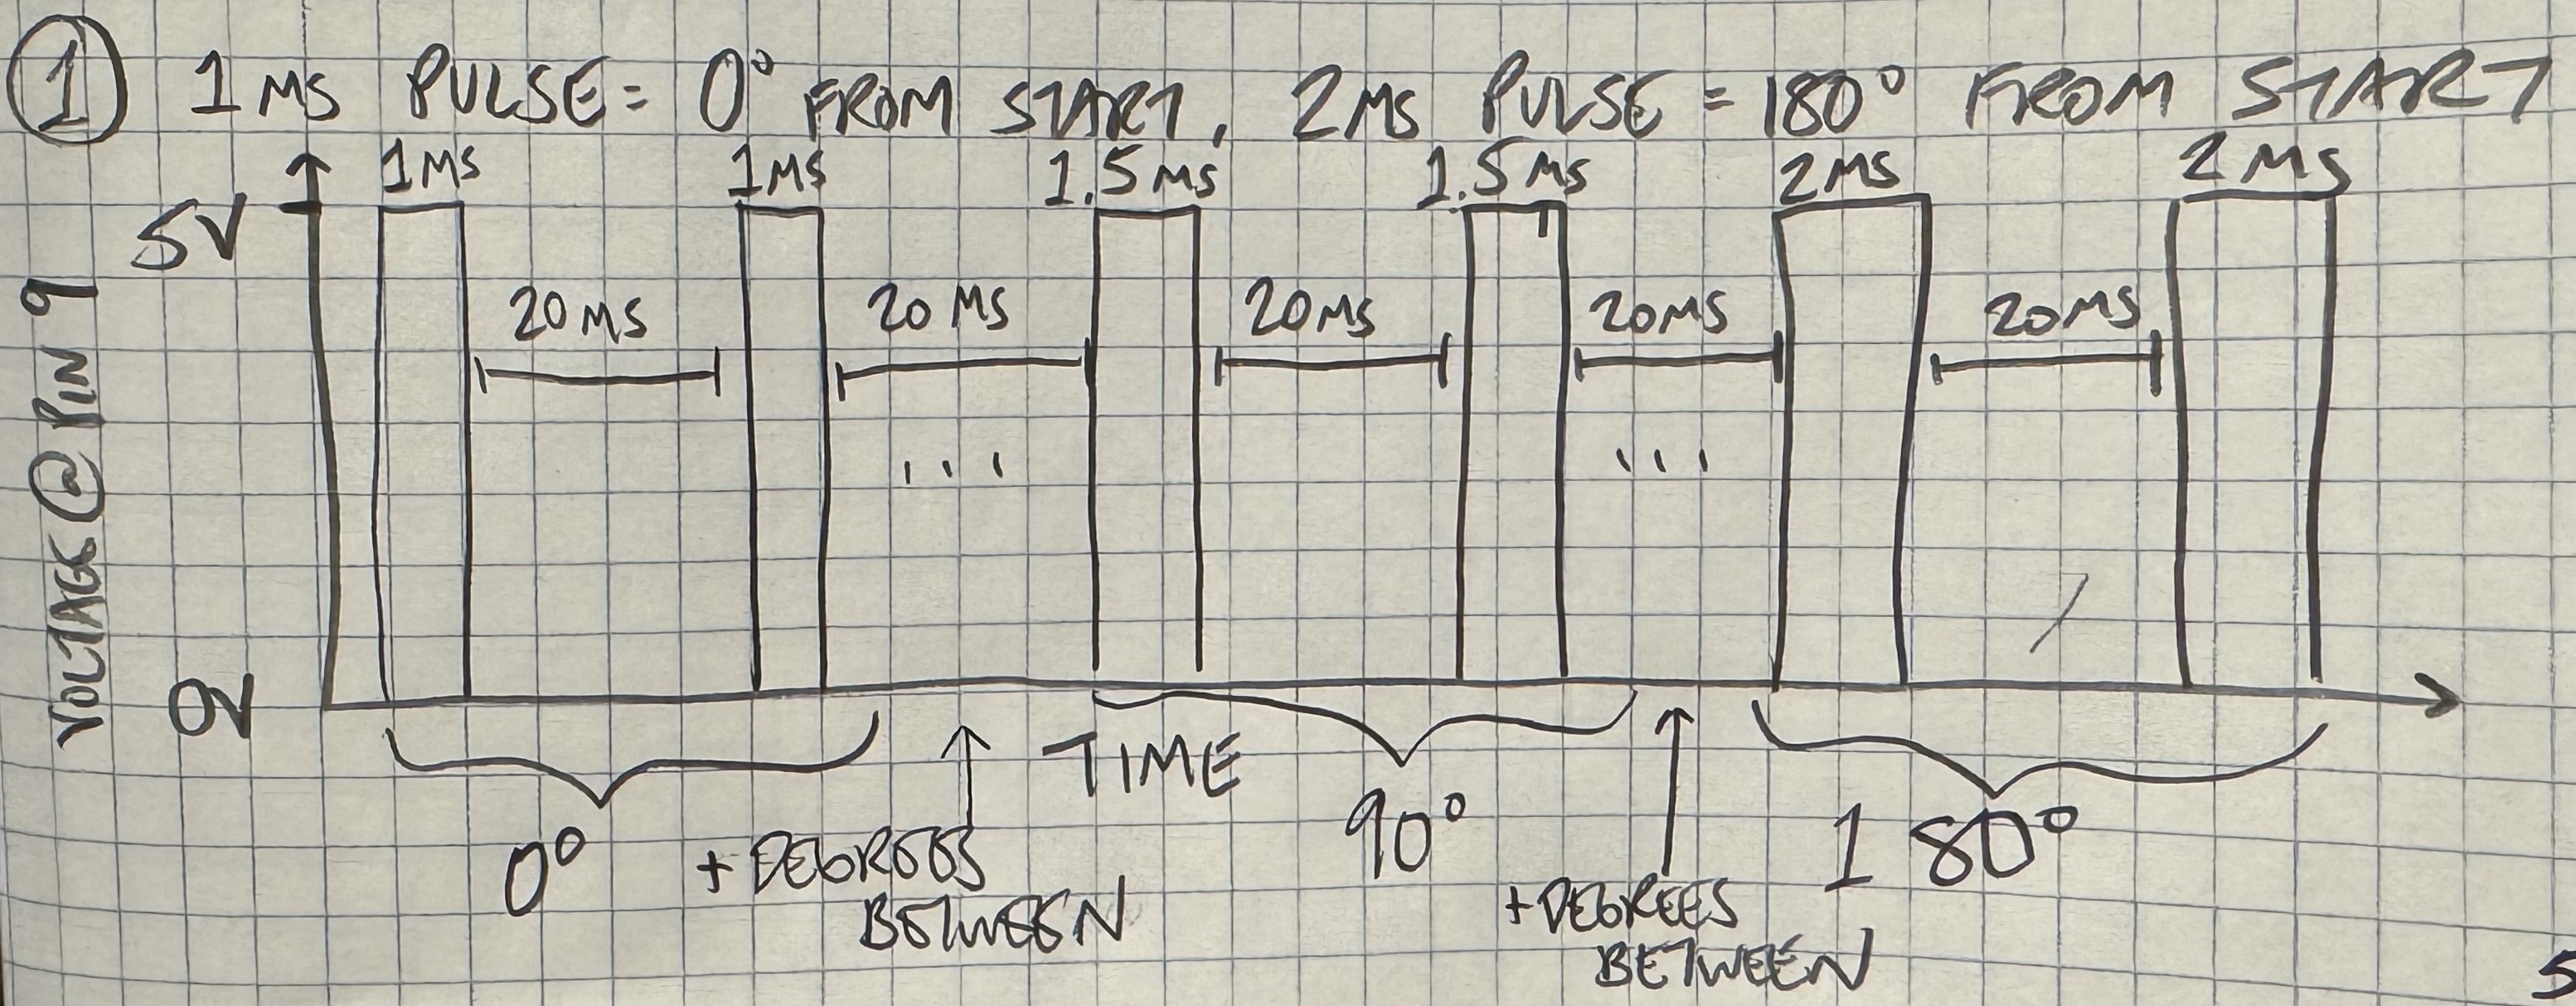 ① 1MS PULSE = 0° FROM START, 2MS PULSE = 180° FROM START
1MS 1MS 1.5MS 1.5MS 2MS 2MS
5V
20MS 20MS 20MS 20MS 20MS
... ...
VOLTAGE @ PIN 9
0V
TIME
0° 90° 180°
+DEGREES BETWEEN
+DEGREES BETWEEN
5